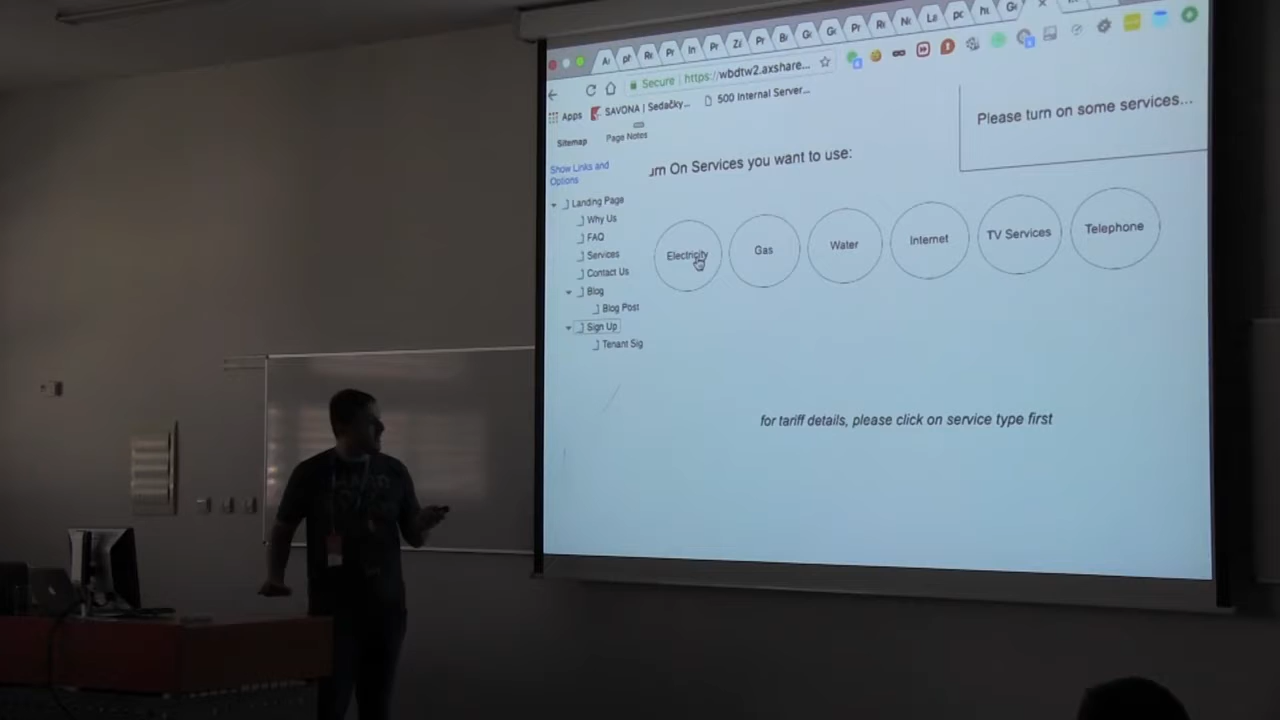 Secure https://wbdtw2.axshare...
Apps SAVONA | Sedačky... 500 Internal Server...
Sitemap Page Notes
Show Links and
Options
Landing Page
Why Us
FAQ
Services
Contact Us
Blog
Blog Post
Sign Up
Tenant Sig
Please turn on some services...
urn On Services you want to use:
Electricity
Gas
Water
Internet
TV Services
Telephone
for tariff details, please click on service type first